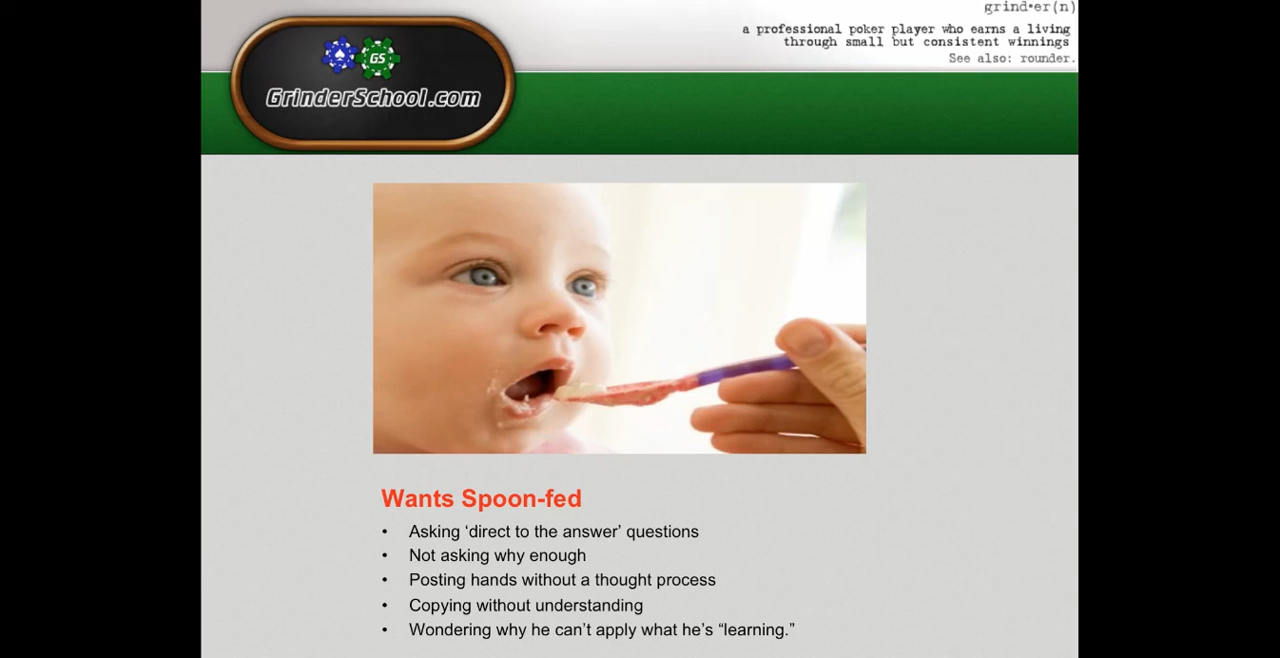 grind•er(n)
a professional poker player who earns a living
through small but consistent winnings
See also: rounder.
GS
GrinderSchool.com
Wants Spoon-fed
• Asking ‘direct to the answer’ questions
• Not asking why enough
• Posting hands without a thought process
• Copying without understanding
• Wondering why he can’t apply what he’s “learning.”